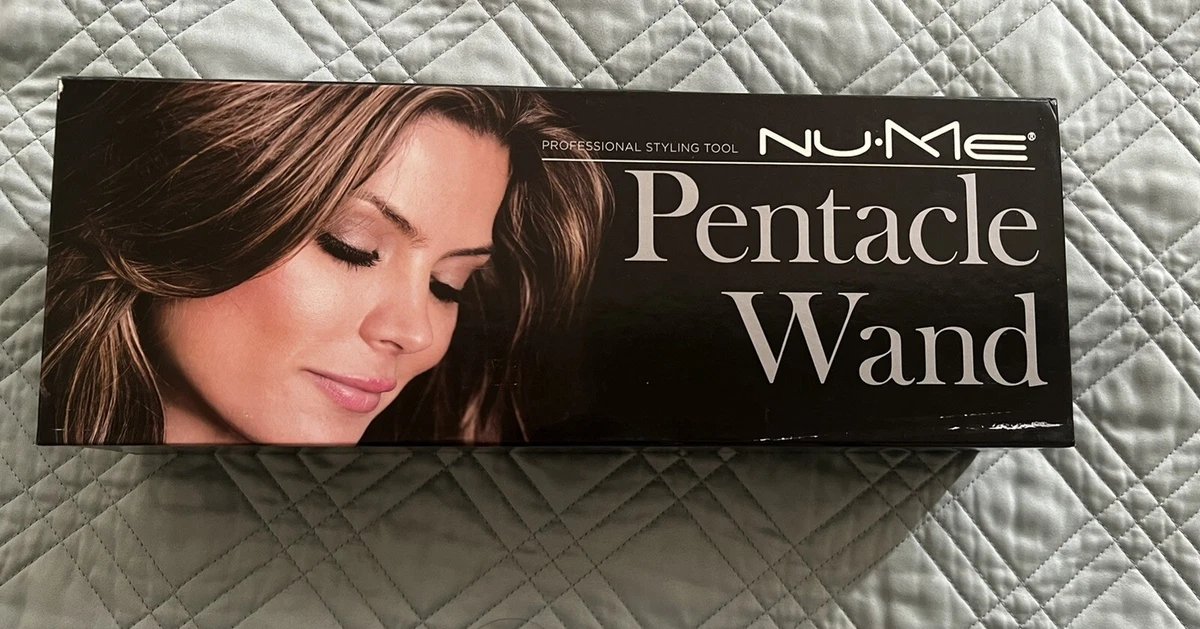 PROFESSIONAL STYLING TOOL NU·ME®
Pentacle
Wand